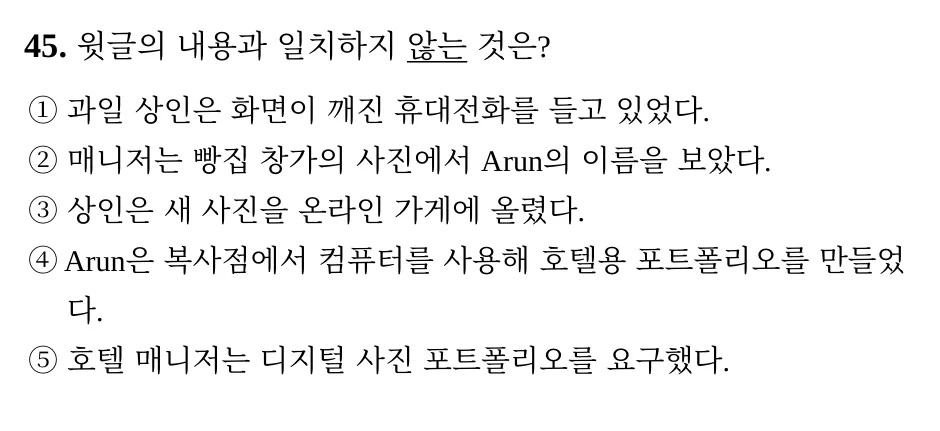 45. 윗글의 내용과 일치하지 않는 것은?
① 과일 상인은 화면이 깨진 휴대전화를 들고 있었다.
② 매니저는 빵집 창가의 사진에서 Arun의 이름을 보았다.
③ 상인은 새 사진을 온라인 가게에 올렸다.
④ Arun은 복사점에서 컴퓨터를 사용해 호텔용 포트폴리오를 만들었
다.
⑤ 호텔 매니저는 디지털 사진 포트폴리오를 요구했다.